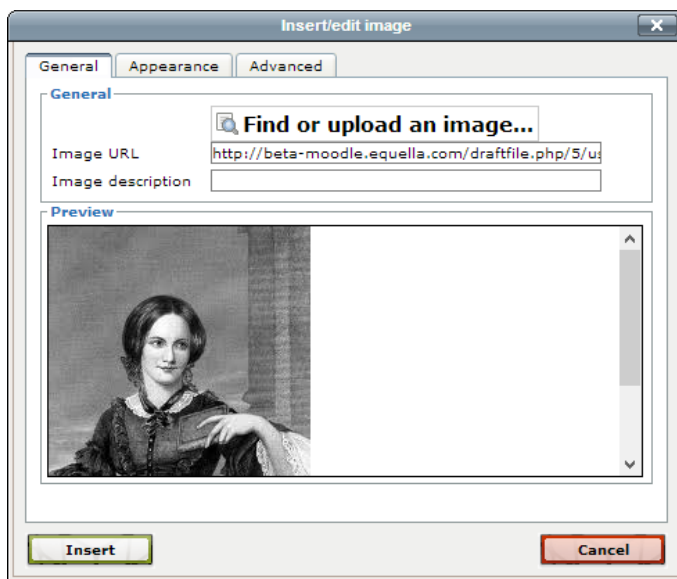 Insert/edit image
General
Appearance
Advanced
General
Find or upload an image...
Image URL
http://beta-moodle.equella.com/draftfile.php/5/us
Image description
Preview
Insert
Cancel